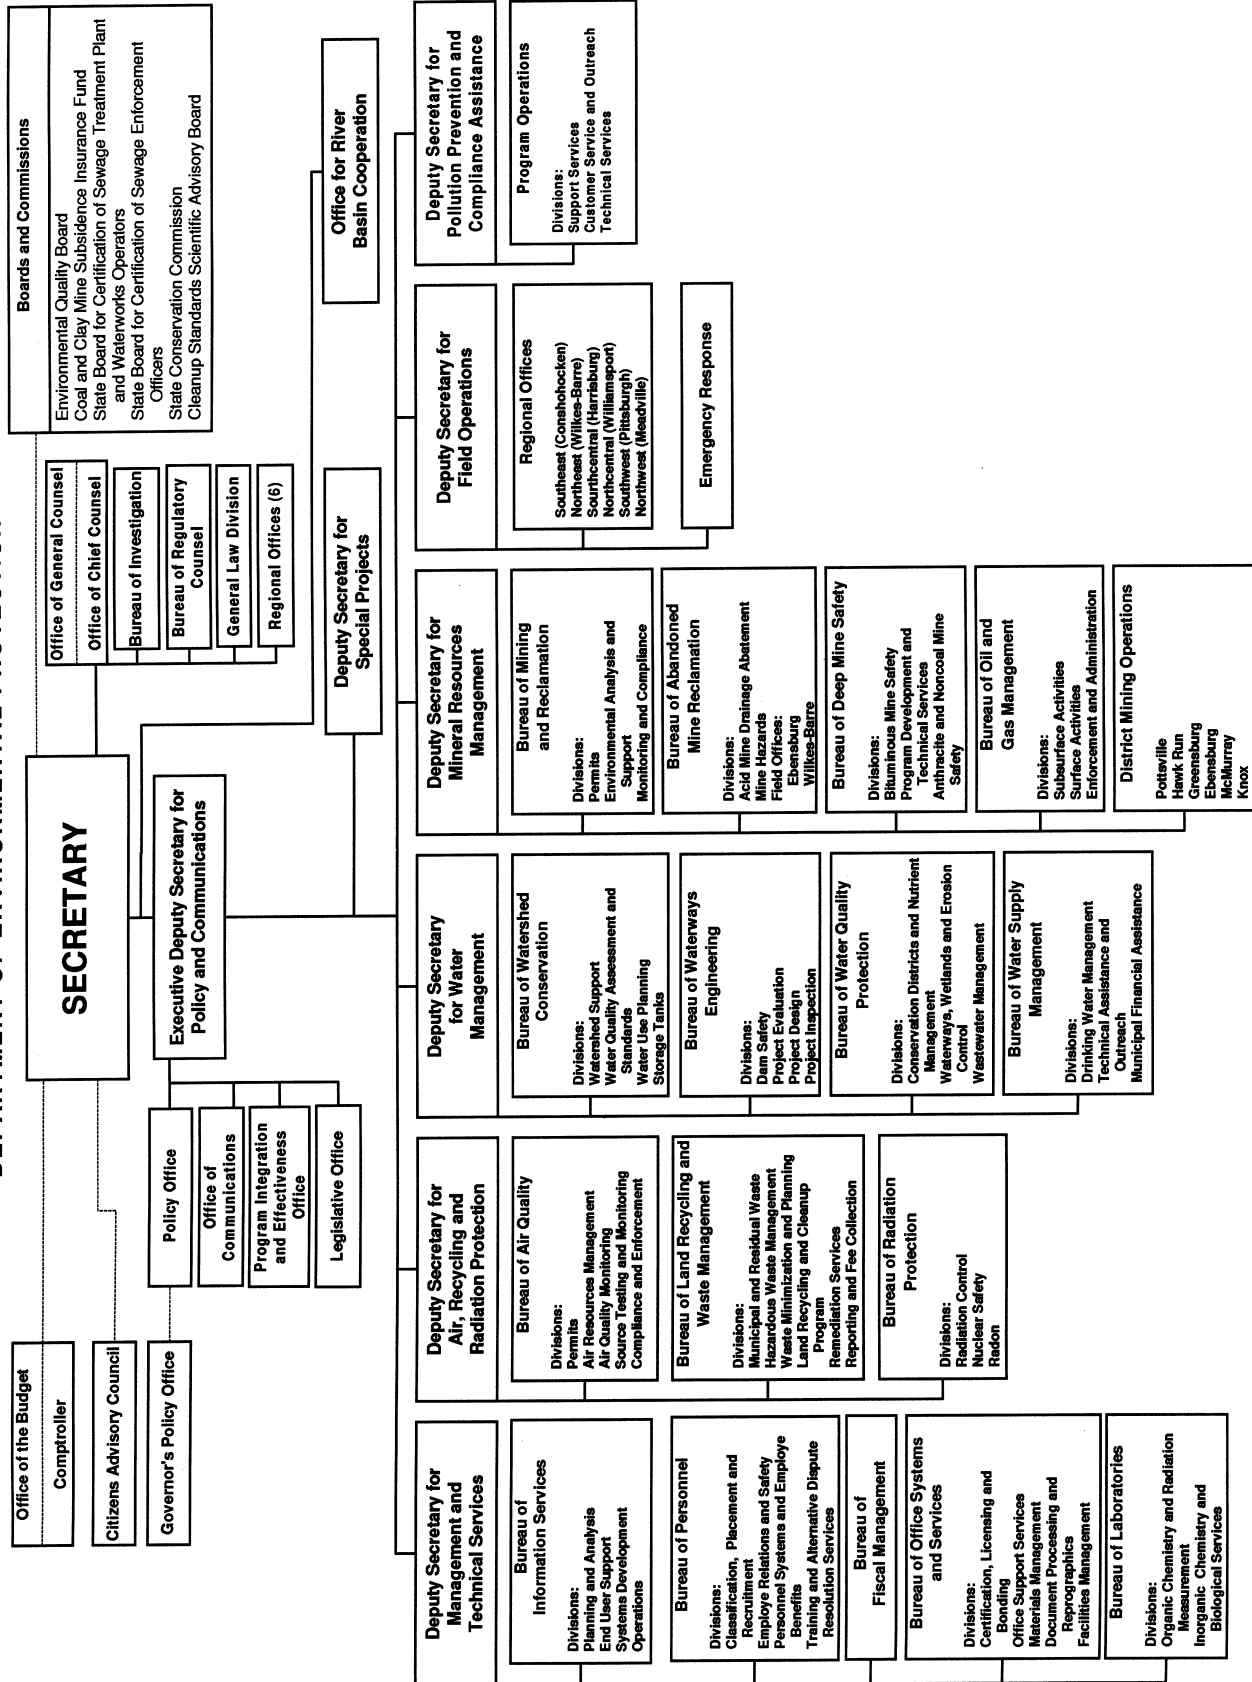 SECRETARY
Boards and Commissions
Environmental Quality Board
Coal and Clay Mine Subsidence Insurance Fund
State Board for Certification of Sewage Treatment Plant
and Waterworks Operators
State Board for Certification of Sewage Enforcement
Officers
State Conservation Commission
Cleanup Standards Scientific Advisory Board
Office of General Counsel
Office of Chief Counsel
Bureau of Investigation
Bureau of Regulatory
Counsel
General Law Division
Regional Offices (6)
Office of the Budget
Comptroller
Citizens Advisory Council
Governor's Policy Office
Executive Deputy Secretary for
Policy and Communications
Policy Office
Office of
Communications
Program Integration
and Effectiveness
Office
Legislative Office
Deputy Secretary for
Special Projects
Office for River
Basin Cooperation
Deputy Secretary for
Management and
Technical Services
Bureau of
Information Services
Divisions:
Planning and Analysis
End User Support
Systems Development
Operations
Bureau of Personnel
Divisions:
Classification, Placement and
Recruitment
Employe Relations and Safety
Personnel Systems and Employe
Benefits
Training and Alternative Dispute
Resolution Services
Bureau of
Fiscal Management
Bureau of Office Systems
and Services
Divisions:
Certification, Licensing and
Bonding
Office Support Services
Materials Management
Document Processing and
Reprographics
Facilities Management
Bureau of Laboratories
Divisions:
Organic Chemistry and Radiation
Measurement
Inorganic Chemistry and
Biological Services
Deputy Secretary for
Air, Recycling and
Radiation Protection
Bureau of Air Quality
Divisions:
Permits
Air Resources Management
Air Quality Monitoring
Source Testing and Monitoring
Compliance and Enforcement
Bureau of Land Recycling and
Waste Management
Divisions:
Municipal and Residual Waste
Hazardous Waste Management
Waste Minimization and Planning
Land Recycling and Cleanup
Program
Remediation Services
Reporting and Fee Collection
Bureau of Radiation
Protection
Divisions:
Radiation Control
Nuclear Safety
Radon
Deputy Secretary
for Water
Management
Bureau of Watershed
Conservation
Divisions:
Watershed Support
Water Quality Assessment and
Standards
Water Use Planning
Storage Tanks
Bureau of Waterways
Engineering
Divisions:
Dam Safety
Project Evaluation
Project Design
Project Inspection
Bureau of Water Quality
Protection
Divisions:
Conservation Districts and Nutrient
Management
Waterways, Wetlands and Erosion
Control
Wastewater Management
Bureau of Water Supply
Management
Divisions:
Drinking Water Management
Technical Assistance and
Outreach
Municipal Financial Assistance
Deputy Secretary for
Mineral Resources
Management
Bureau of Mining
and Reclamation
Divisions:
Permits
Environmental Analysis and
Support
Monitoring and Compliance
Bureau of Abandoned
Mine Reclamation
Divisions:
Acid Mine Drainage Abatement
Mine Hazards
Field Offices:
Ebensburg
Wilkes-Barre
Bureau of Deep Mine Safety
Divisions:
Bituminous Mine Safety
Program Development and
Technical Services
Anthracite and Noncoal Mine
Safety
Bureau of Oil and
Gas Management
Divisions:
Subsurface Activities
Surface Activities
Enforcement and Administration
District Mining Operations
Pottsville
Hawk Run
Greensburg
Ebensburg
McMurray
Knox
Deputy Secretary for
Field Operations
Regional Offices
Southeast (Conshohocken)
Northeast (Wilkes-Barre)
Sourthcentral (Harrisburg)
Northcentral (Williamsport)
Southwest (Pittsburgh)
Northwest (Meadville)
Emergency Response
Deputy Secretary for
Pollution Prevention and
Compliance Assistance
Program Operations
Divisions:
Support Services
Customer Service and Outreach
Technical Services